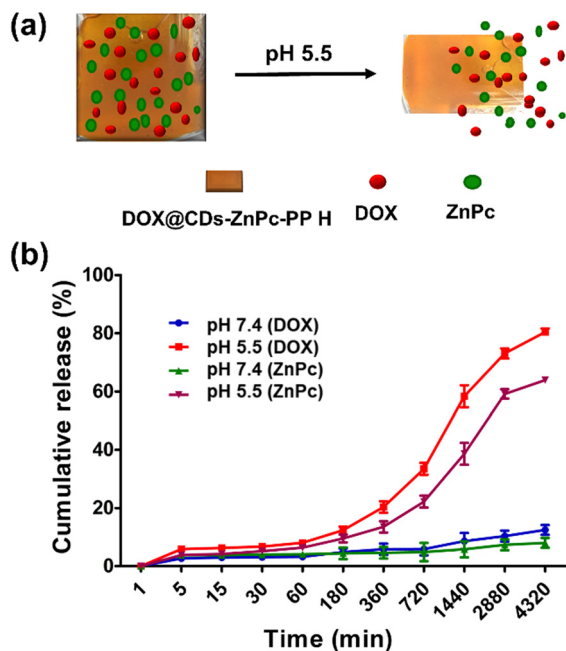 (a)
pH 5.5
DOX@CDs-ZnPc-PP H
DOX
ZnPc
(b)
Cumulative release (%)
100
80
60
40
20
0
pH 7.4 (DOX)
pH 5.5 (DOX)
pH 7.4 (ZnPc)
pH 5.5 (ZnPc)
1 5 15 30 60 180 360 720 1440 2880 4320
Time (min)